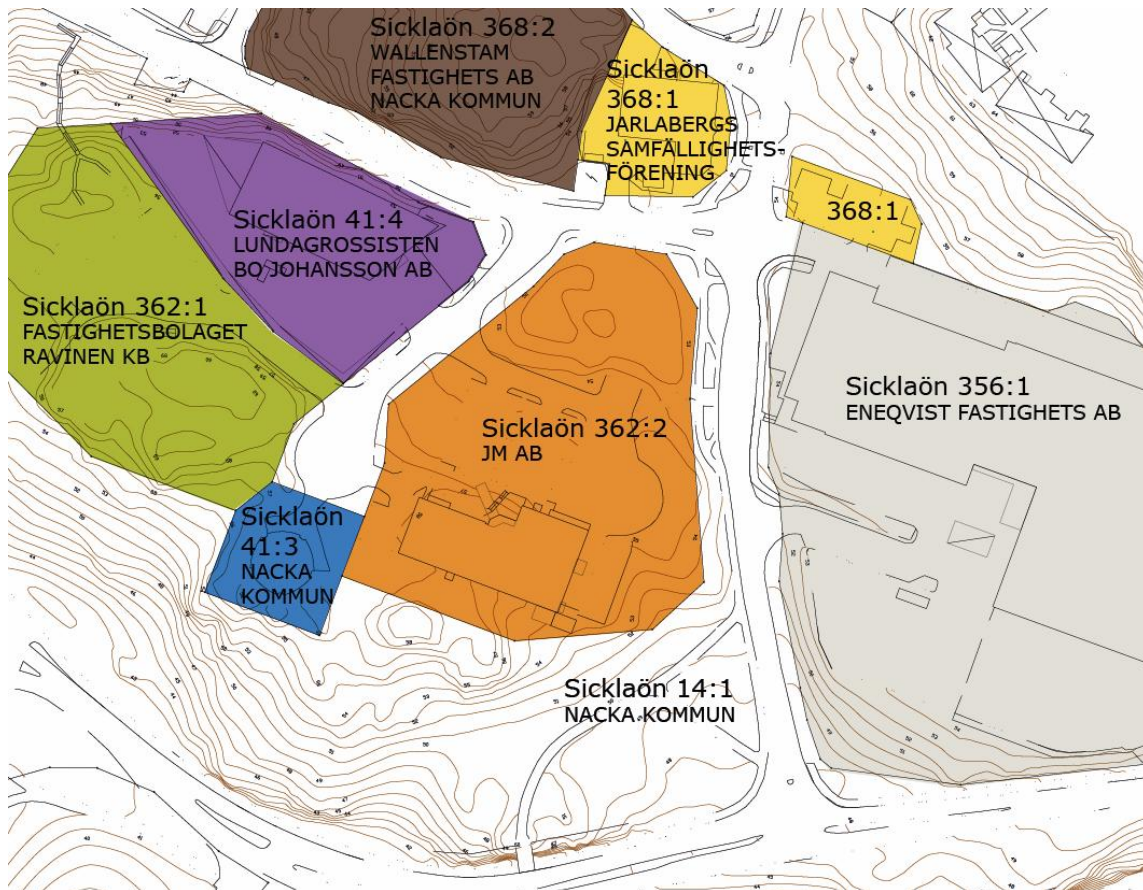 Sicklaön 368:2
WALLENSTAM
FASTIGHETS AB
NACKA KOMMUN
Sicklaön
368:1
JARLABERGS
SAMFÄLLIGHETS-
FÖRENING
368:1
Sicklaön 41:4
LUNDAGROSSISTEN
BO JOHANSSON AB
Sicklaön 362:1
FASTIGHETSBOLAGET
RAVINEN KB
Sicklaön 356:1
ENEQVIST FASTIGHETS AB
Sicklaön 362:2
JM AB
Sicklaön
41:3
NACKA
KOMMUN
Sicklaön 14:1
NACKA KOMMUN